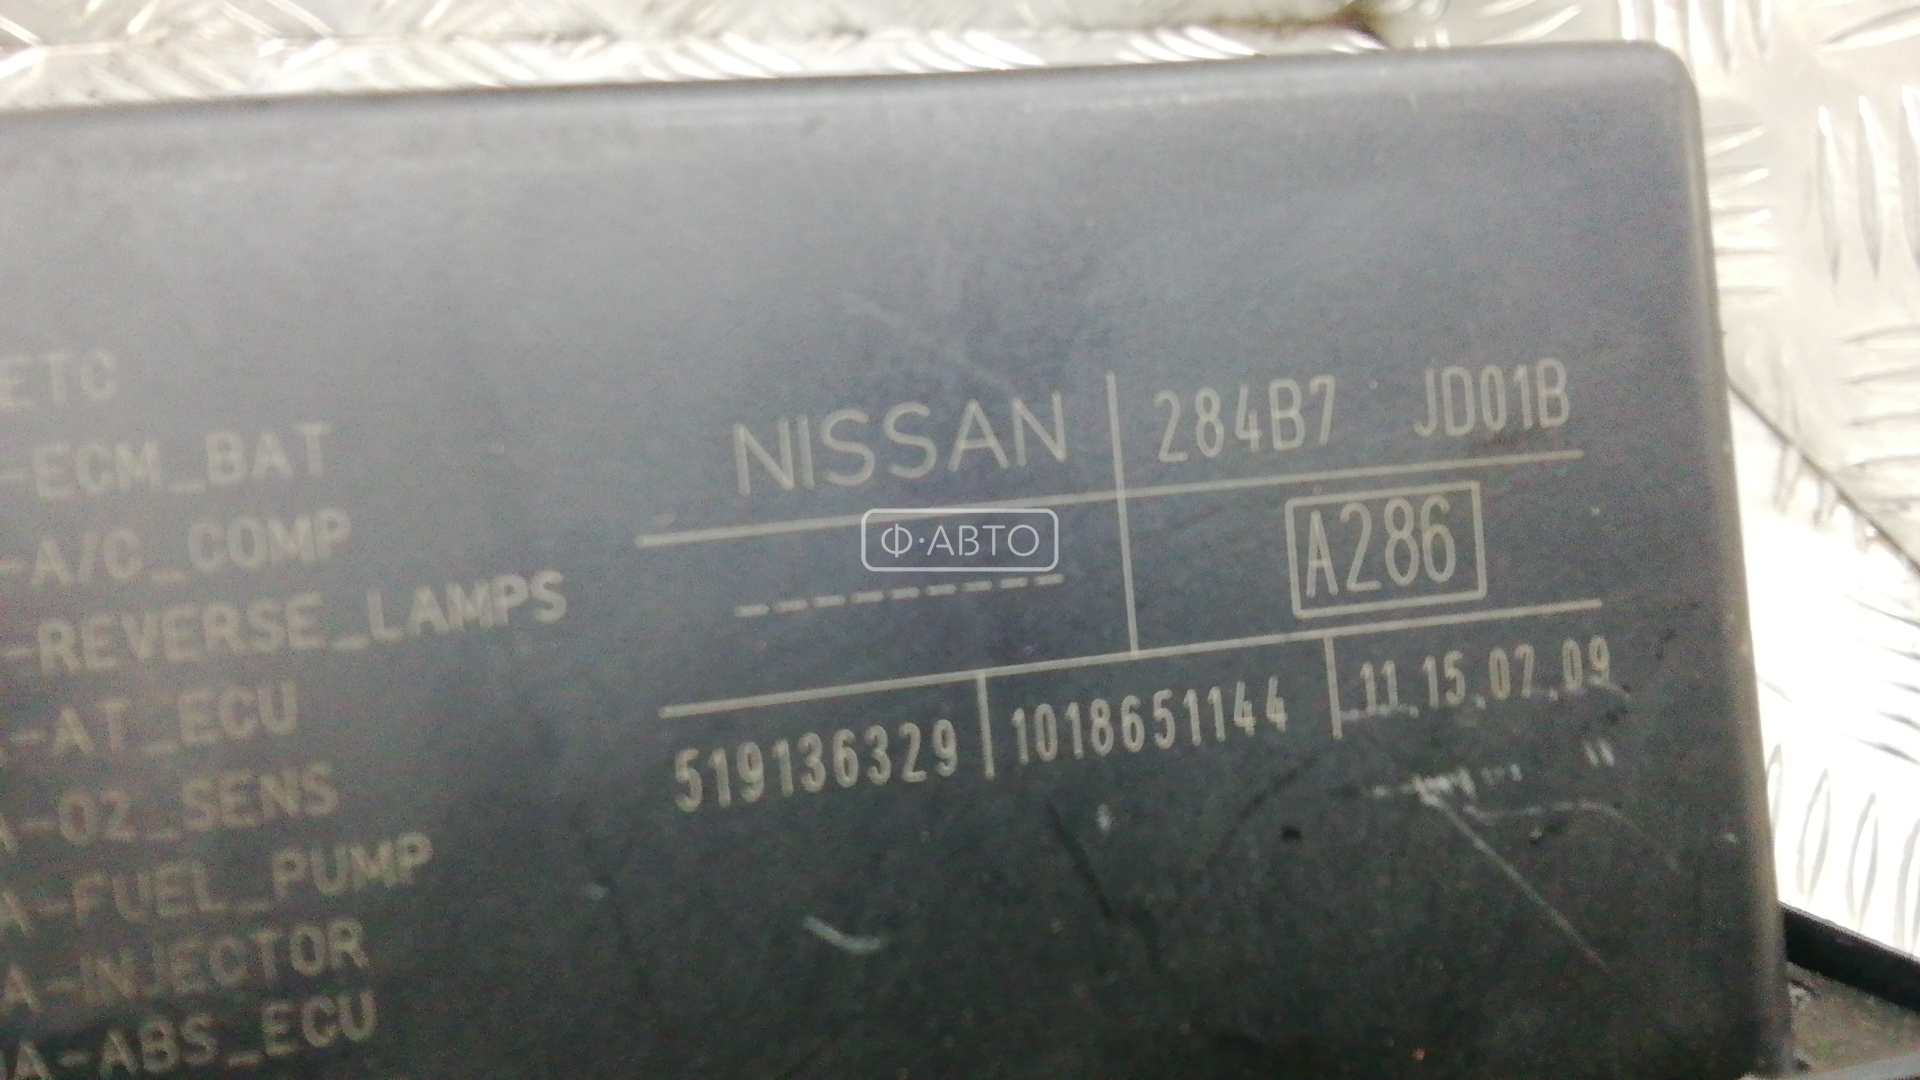 ETC
-ECM_BAT
-A/C_COMP
-REVERSE_LAMPS
-AT_ECU
A-O2_SENS
A-FUEL_PUMP
A-INJECTOR
A-ABS_ECU
NISSAN 284B7 JD01B
Ф·АВТО
---------- A286
519136329 1018651144 11.15.07.09